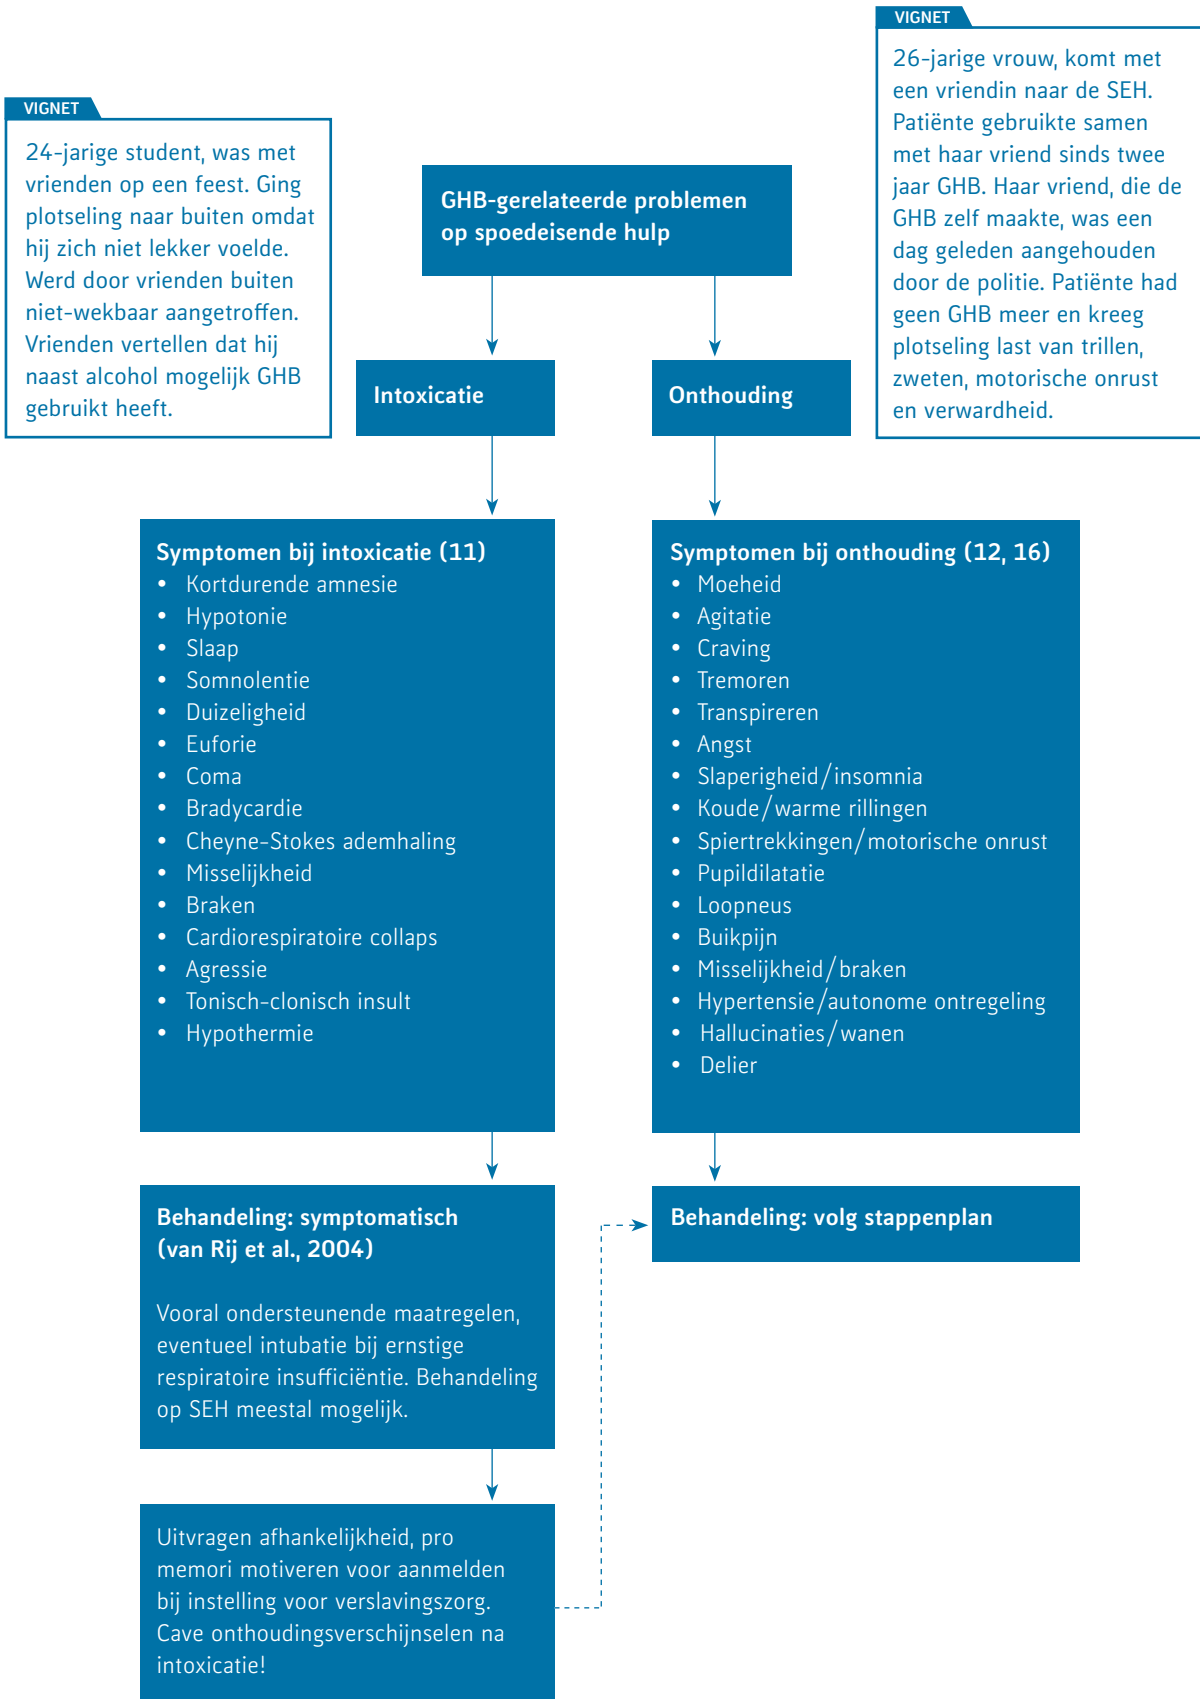 VIGNET
24-jarige student, was met
vrienden op een feest. Ging
plotseling naar buiten omdat
hij zich niet lekker voelde.
Werd door vrienden buiten
niet-wekbaar aangetroffen.
Vrienden vertellen dat hij
naast alcohol mogelijk GHB
gebruikt heeft.
VIGNET
26-jarige vrouw, komt met
een vriendin naar de SEH.
Patiënte gebruikte samen
met haar vriend sinds twee
jaar GHB. Haar vriend, die de
GHB zelf maakte, was een
dag geleden aangehouden
door de politie. Patiënte had
geen GHB meer en kreeg
plotseling last van trillen,
zweten, motorische onrust
en verwardheid.
GHB-gerelateerde problemen
op spoedeisende hulp
Intoxicatie
Onthouding
Symptomen bij intoxicatie (11)
• Kortdurende amnesie
• Hypotonie
• Slaap
• Somnolentie
• Duizeligheid
• Euforie
• Coma
• Bradycardie
• Cheyne-Stokes ademhaling
• Misselijkheid
• Braken
• Cardiorespiratoire collaps
• Agressie
• Tonisch-clonisch insult
• Hypothermie
Symptomen bij onthouding (12, 16)
• Moeheid
• Agitatie
• Craving
• Tremoren
• Transpireren
• Angst
• Slaperigheid/insomnia
• Koude/warme rillingen
• Spiertrekkingen/motorische onrust
• Pupildilatatie
• Loopneus
• Buikpijn
• Misselijkheid/braken
• Hypertensie/autonome ontregeling
• Hallucinaties/wanen
• Delier
Behandeling: symptomatisch
(van Rij et al., 2004)
Vooral ondersteunende maatregelen,
eventueel intubatie bij ernstige
respiratoire insufficiëntie. Behandeling
op SEH meestal mogelijk.
Behandeling: volg stappenplan
Uitvragen afhankelijkheid, pro
memori motiveren voor aanmelden
bij instelling voor verslavingszorg.
Cave onthoudingsverschijnselen na
intoxicatie!